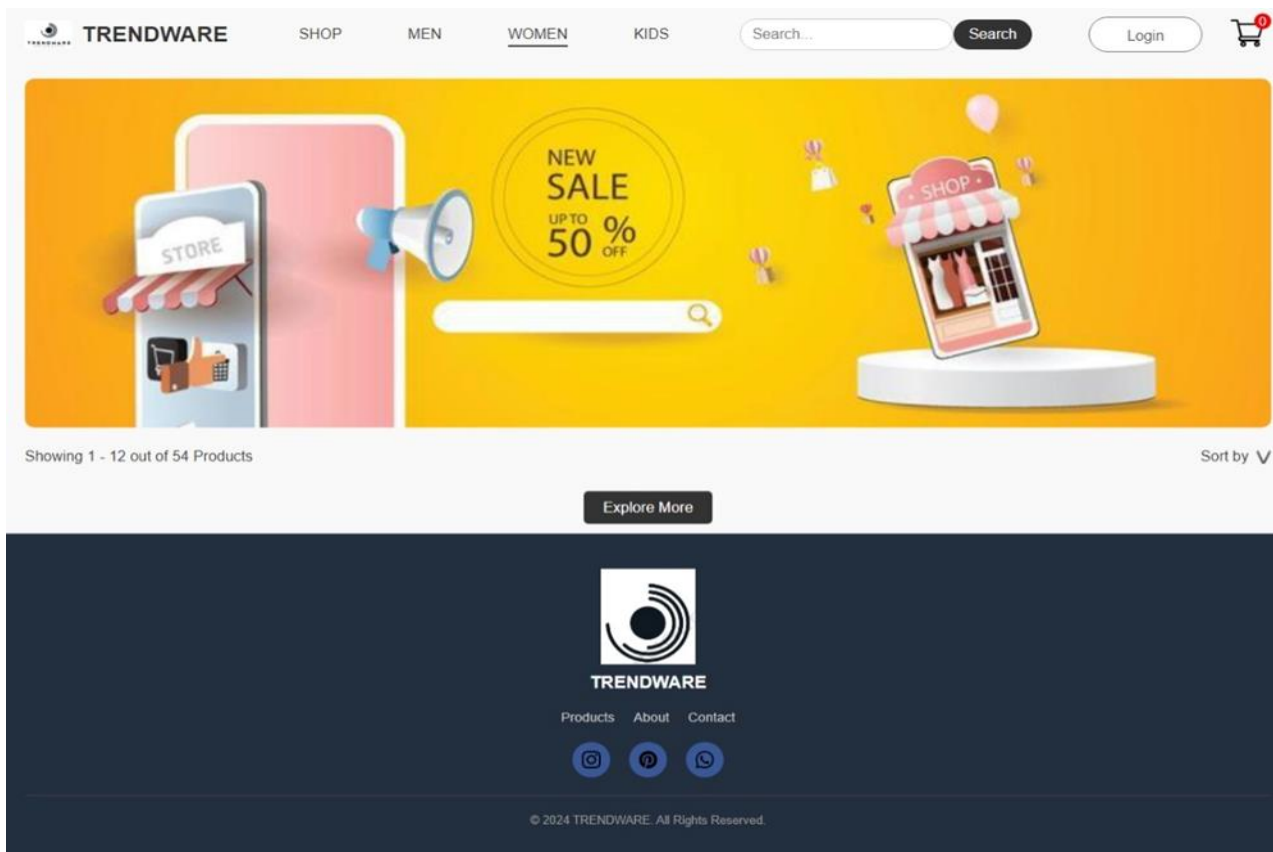 TRENDWARE
TRENDWARE SHOP MEN WOMEN KIDS Search... Search Login 0
NEW
SALE
UP TO
50 % OFF
STORE
SHOP
Showing 1 - 12 out of 54 Products Sort by
Explore More
TRENDWARE
Products About Contact
© 2024 TRENDWARE. All Rights Reserved.